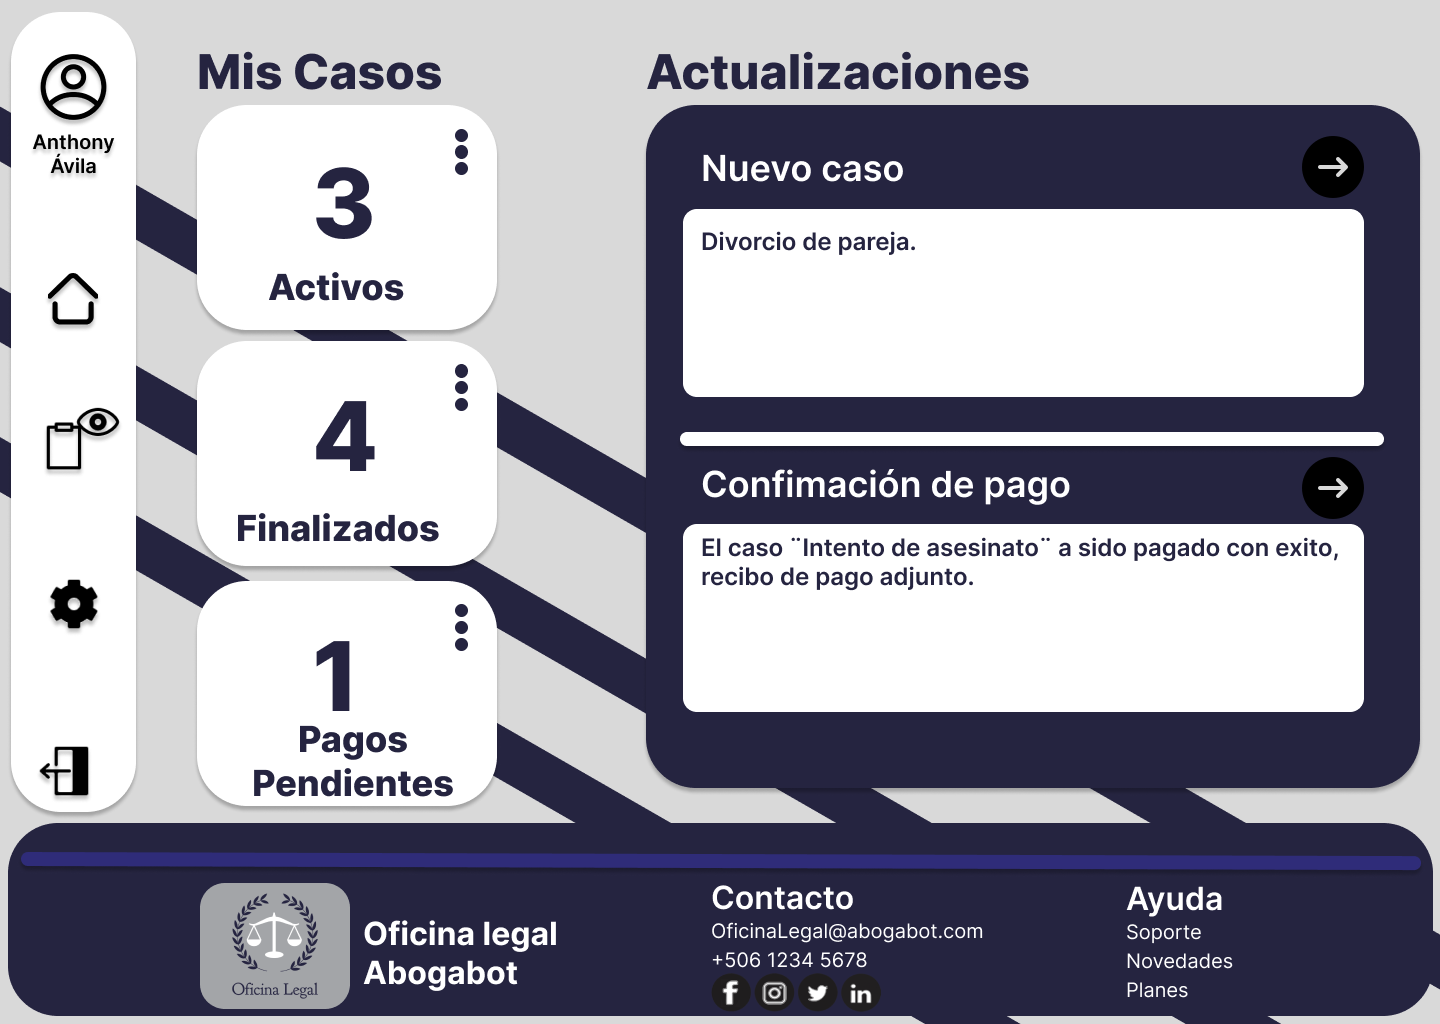 Anthony
Ávila
Mis Casos
3
Activos
4
Finalizados
1
Pagos
Pendientes
Actualizaciones
Nuevo caso
Divorcio de pareja.
Confimación de pago
El caso ¨Intento de asesinato¨ a sido pagado con exito,
recibo de pago adjunto.
Oficina Legal
Oficina legal
Abogabot
Contacto
OficinaLegal@abogabot.com
+506 1234 5678
Ayuda
Soporte
Novedades
Planes